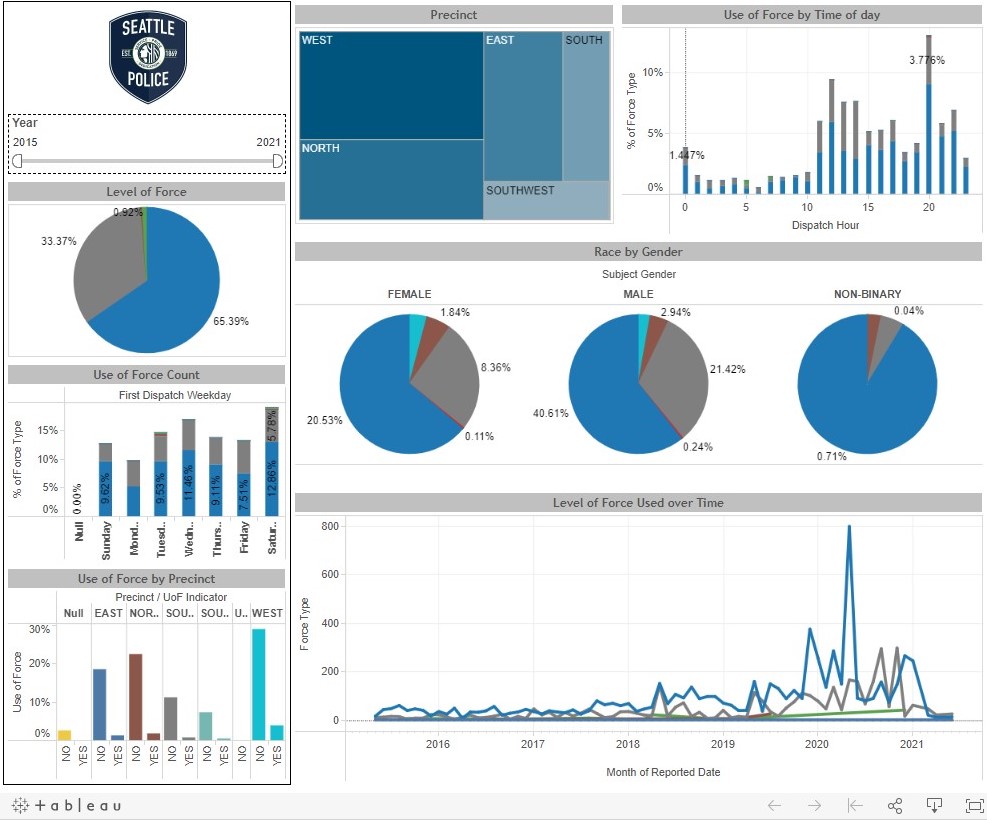 SEATTLE
EST. 1869
POLICE
Year
2015 2021
Level of Force
0.92%
33.37%
65.39%
Use of Force Count
First Dispatch Weekday
% of Force Type
15%
10%
5%
0%
0.00%
9.62%
9.53%
11.46%
9.11%
7.51%
12.86%
5.78%
Null
Sunday
Mond..
Tuesd..
Wedn..
Thurs..
Friday
Satur..
Use of Force by Precinct
Precinct / UoF Indicator
Null EAST NOR.. SOU.. SOU.. U.. WEST
Use of Force
30%
20%
10%
0%
NO YES NO YES NO YES NO YES NO YES NO NO YES
Precinct
WEST
EAST
SOUTH
NORTH
SOUTHWEST
Use of Force by Time of day
% of Force Type
10%
5%
0%
3.776%
1.447%
0 5 10 15 20
Dispatch Hour
Race by Gender
Subject Gender
FEMALE MALE NON-BINARY
1.84%
8.36%
20.53%
0.11%
2.94%
21.42%
40.61%
0.24%
0.04%
0.71%
Level of Force Used over Time
Force Type
800
600
400
200
0
2016 2017 2018 2019 2020 2021
Month of Reported Date
+ a b l e a u